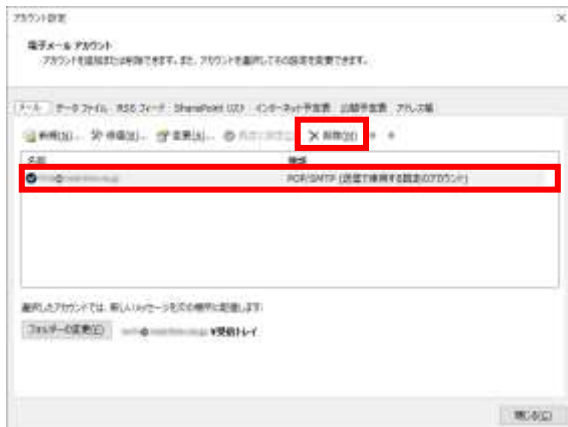 アカウント設定
電子メール アカウント
アカウントを追加または削除できます。また、アカウントを選択してその設定を変更できます。
メール データ ファイル RSS フィード SharePoint リスト インターネット予定表 公開予定表 アドレス帳
新規(N)... 修復(R)... 変更(A)... 削除(M)
名前 種類
POP/SMTP (送信で使用する既定のアカウント)
選択したアカウントでは、新しいメッセージを次の場所に配信します:
フォルダーの変更(F) ¥受信トレイ
閉じる(C)